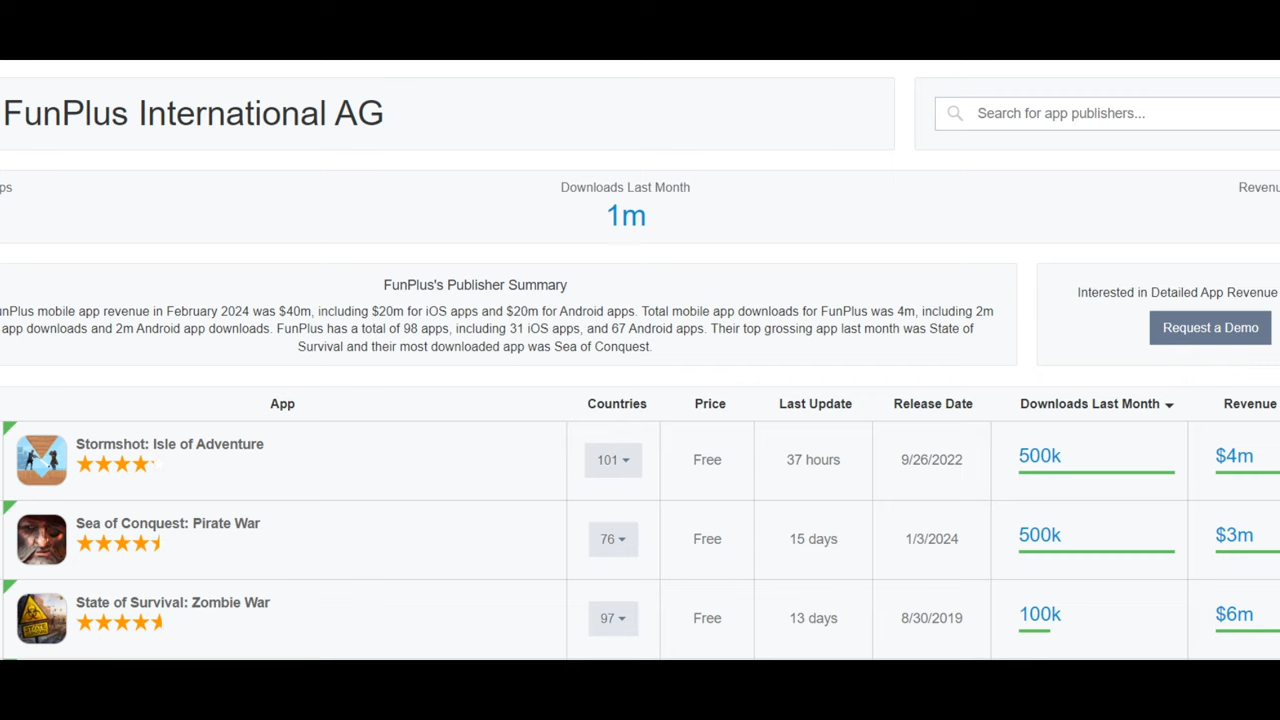 FunPlus International AG
Search for app publishers...
ps
Downloads Last Month
Revenu
1m
FunPlus's Publisher Summary
Interested in Detailed App Revenue
nPlus mobile app revenue in February 2024 was $40m, including $20m for iOS apps and $20m for Android apps. Total mobile app downloads for FunPlus was 4m, including 2m
app downloads and 2m Android app downloads. FunPlus has a total of 98 apps, including 31 iOS apps, and 67 Android apps. Their top grossing app last month was State of
Survival and their most downloaded app was Sea of Conquest.
Request a Demo
App Countries Price Last Update Release Date Downloads Last Month Revenue
Stormshot: Isle of Adventure
101 Free 37 hours 9/26/2022 500k $4m
Sea of Conquest: Pirate War
76 Free 15 days 1/3/2024 500k $3m
State of Survival: Zombie War
97 Free 13 days 8/30/2019 100k $6m